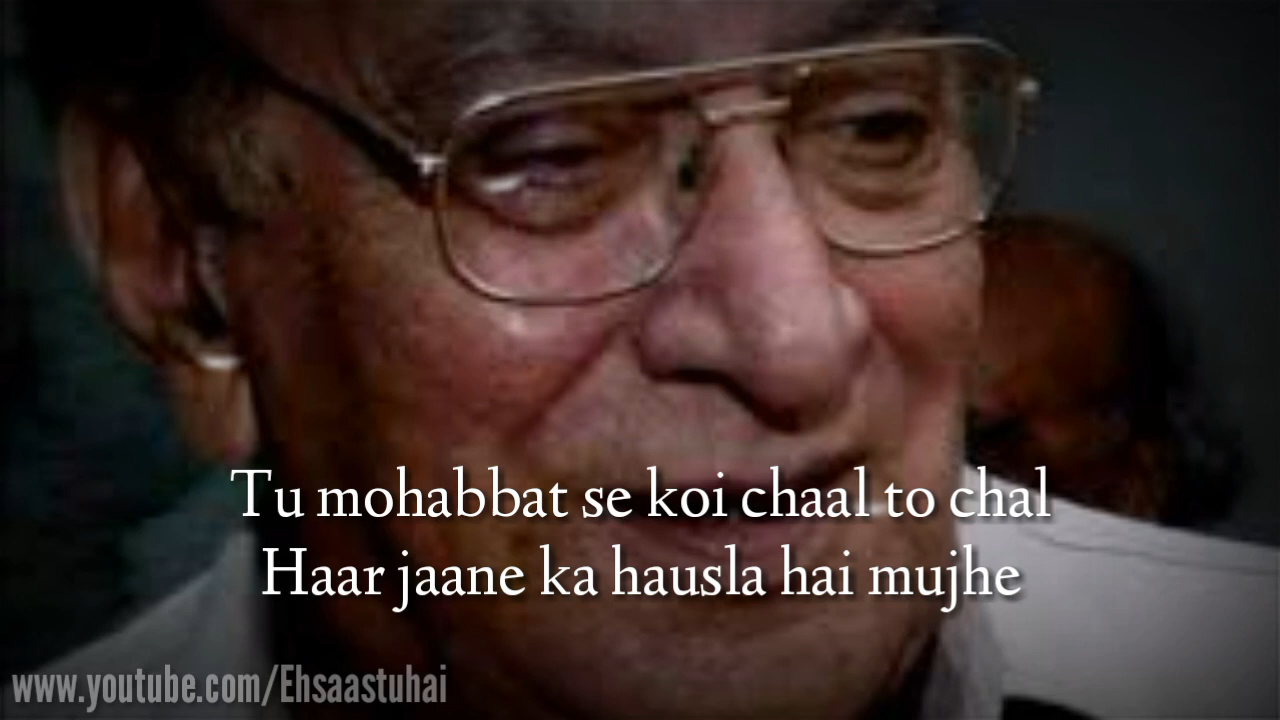 Tu mohabbat se koi chaal to chal
Haar jaane ka hausla hai mujhe
www.youtube.com/Ehsaastuhai